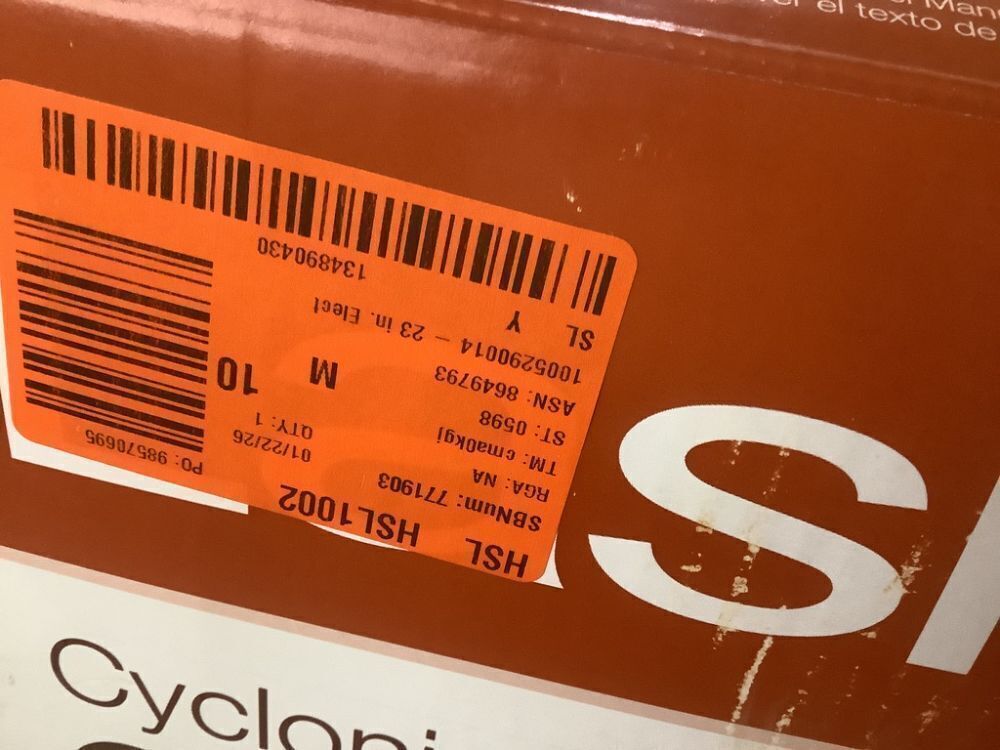 el texto de
HSL HSL1002
SBNum: 771903
RGA: NA 01/22/26
TM: cma0kgj QTY: 1
ST: 0598
ASN: 8649793 M 10
1005290014 - 23 in. Elect
SL Y
134890430
PO: 98570695
Cycloni